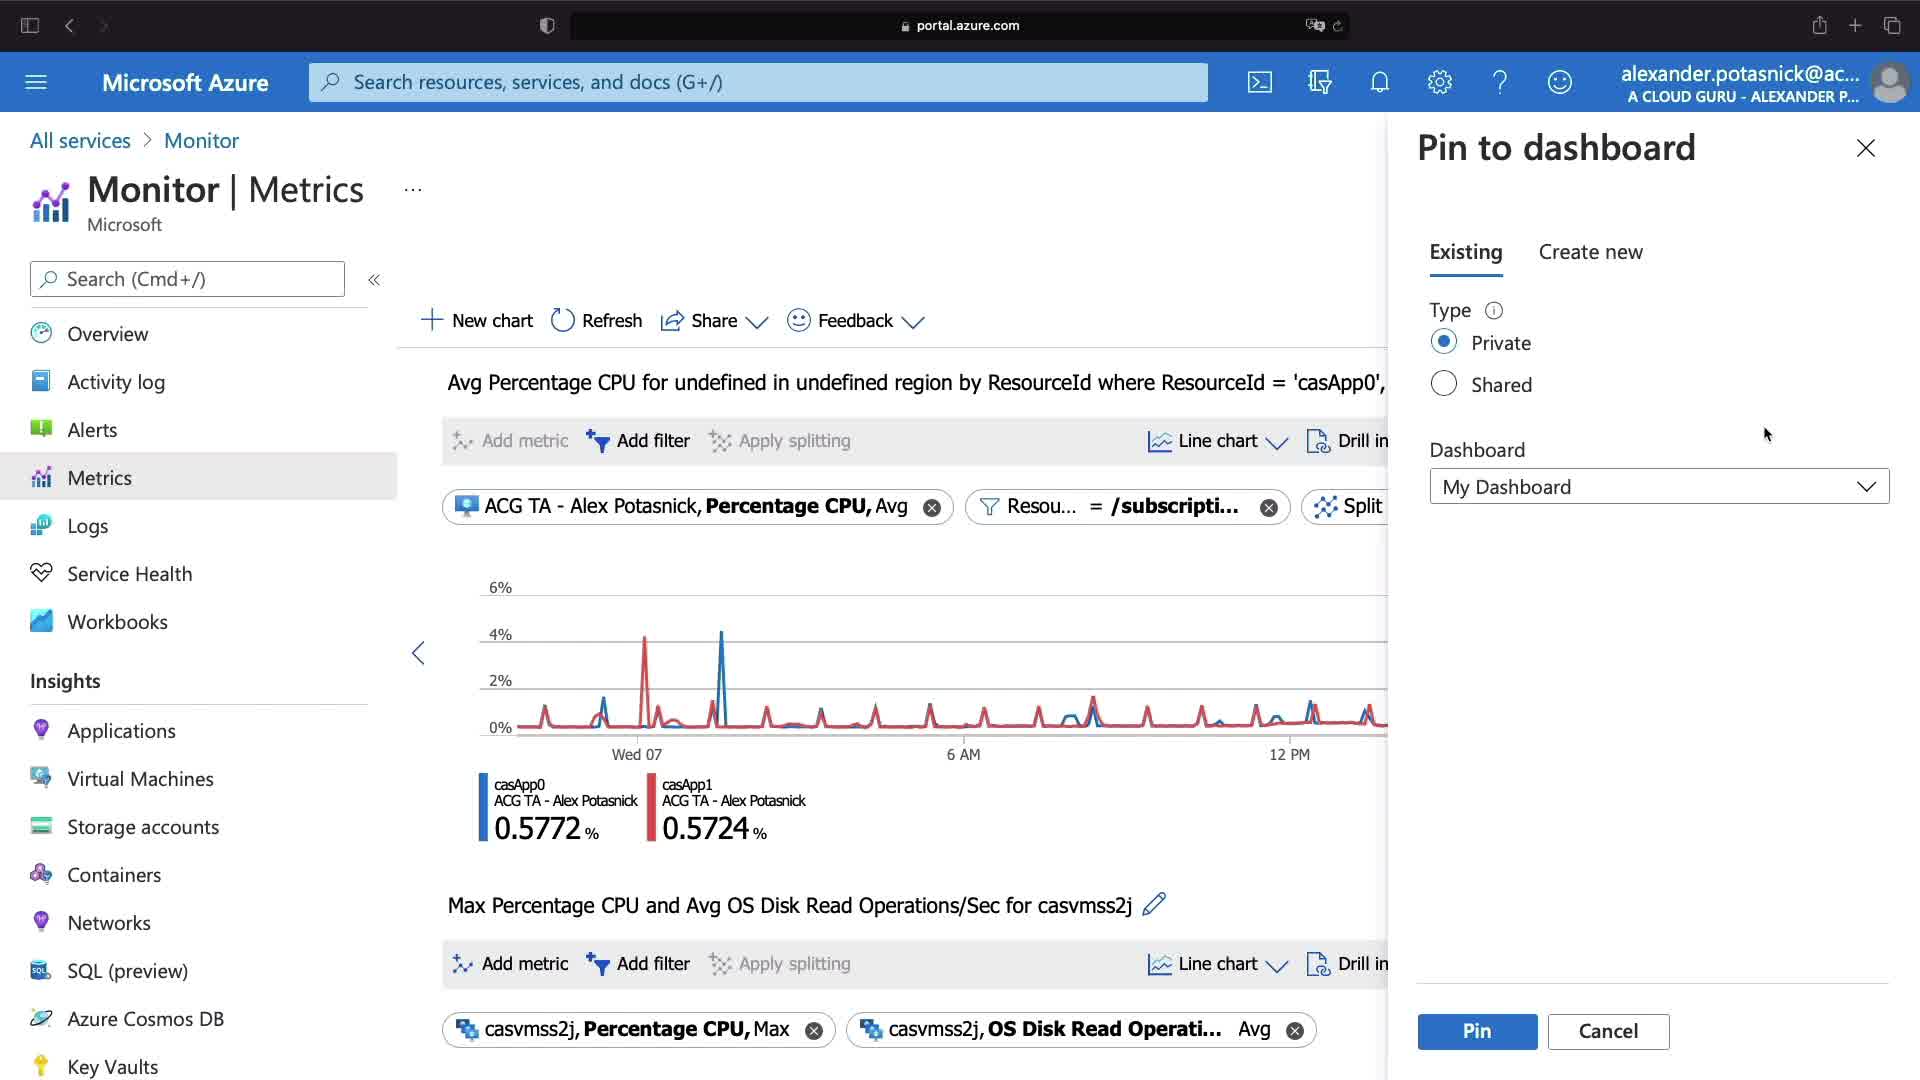 portal.azure.com
Microsoft Azure
Search resources, services, and docs (G+/)
alexander.potasnick@ac...
A CLOUD GURU - ALEXANDER P...
All services > Monitor
Monitor | Metrics ...
Microsoft
Search (Cmd+/)
«
Overview
Activity log
Alerts
Metrics
Logs
Service Health
Workbooks
Insights
Applications
Virtual Machines
Storage accounts
Containers
Networks
SQL (preview)
Azure Cosmos DB
Key Vaults
New chart Refresh Share Feedback
Avg Percentage CPU for undefined in undefined region by ResourceId where ResourceId = 'casApp0',
Add metric Add filter Apply splitting Line chart Drill in
ACG TA - Alex Potasnick, Percentage CPU, Avg Resou... = /subscripti... Split
6%
4%
2%
0%
Wed 07 6 AM 12 PM
casApp0
ACG TA - Alex Potasnick
0.5772 %
casApp1
ACG TA - Alex Potasnick
0.5724 %
Max Percentage CPU and Avg OS Disk Read Operations/Sec for casvmss2j
Add metric Add filter Apply splitting Line chart Drill in
casvmss2j, Percentage CPU, Max casvmss2j, OS Disk Read Operati... Avg
Pin to dashboard
Existing Create new
Type
Private
Shared
Dashboard
My Dashboard
Pin Cancel